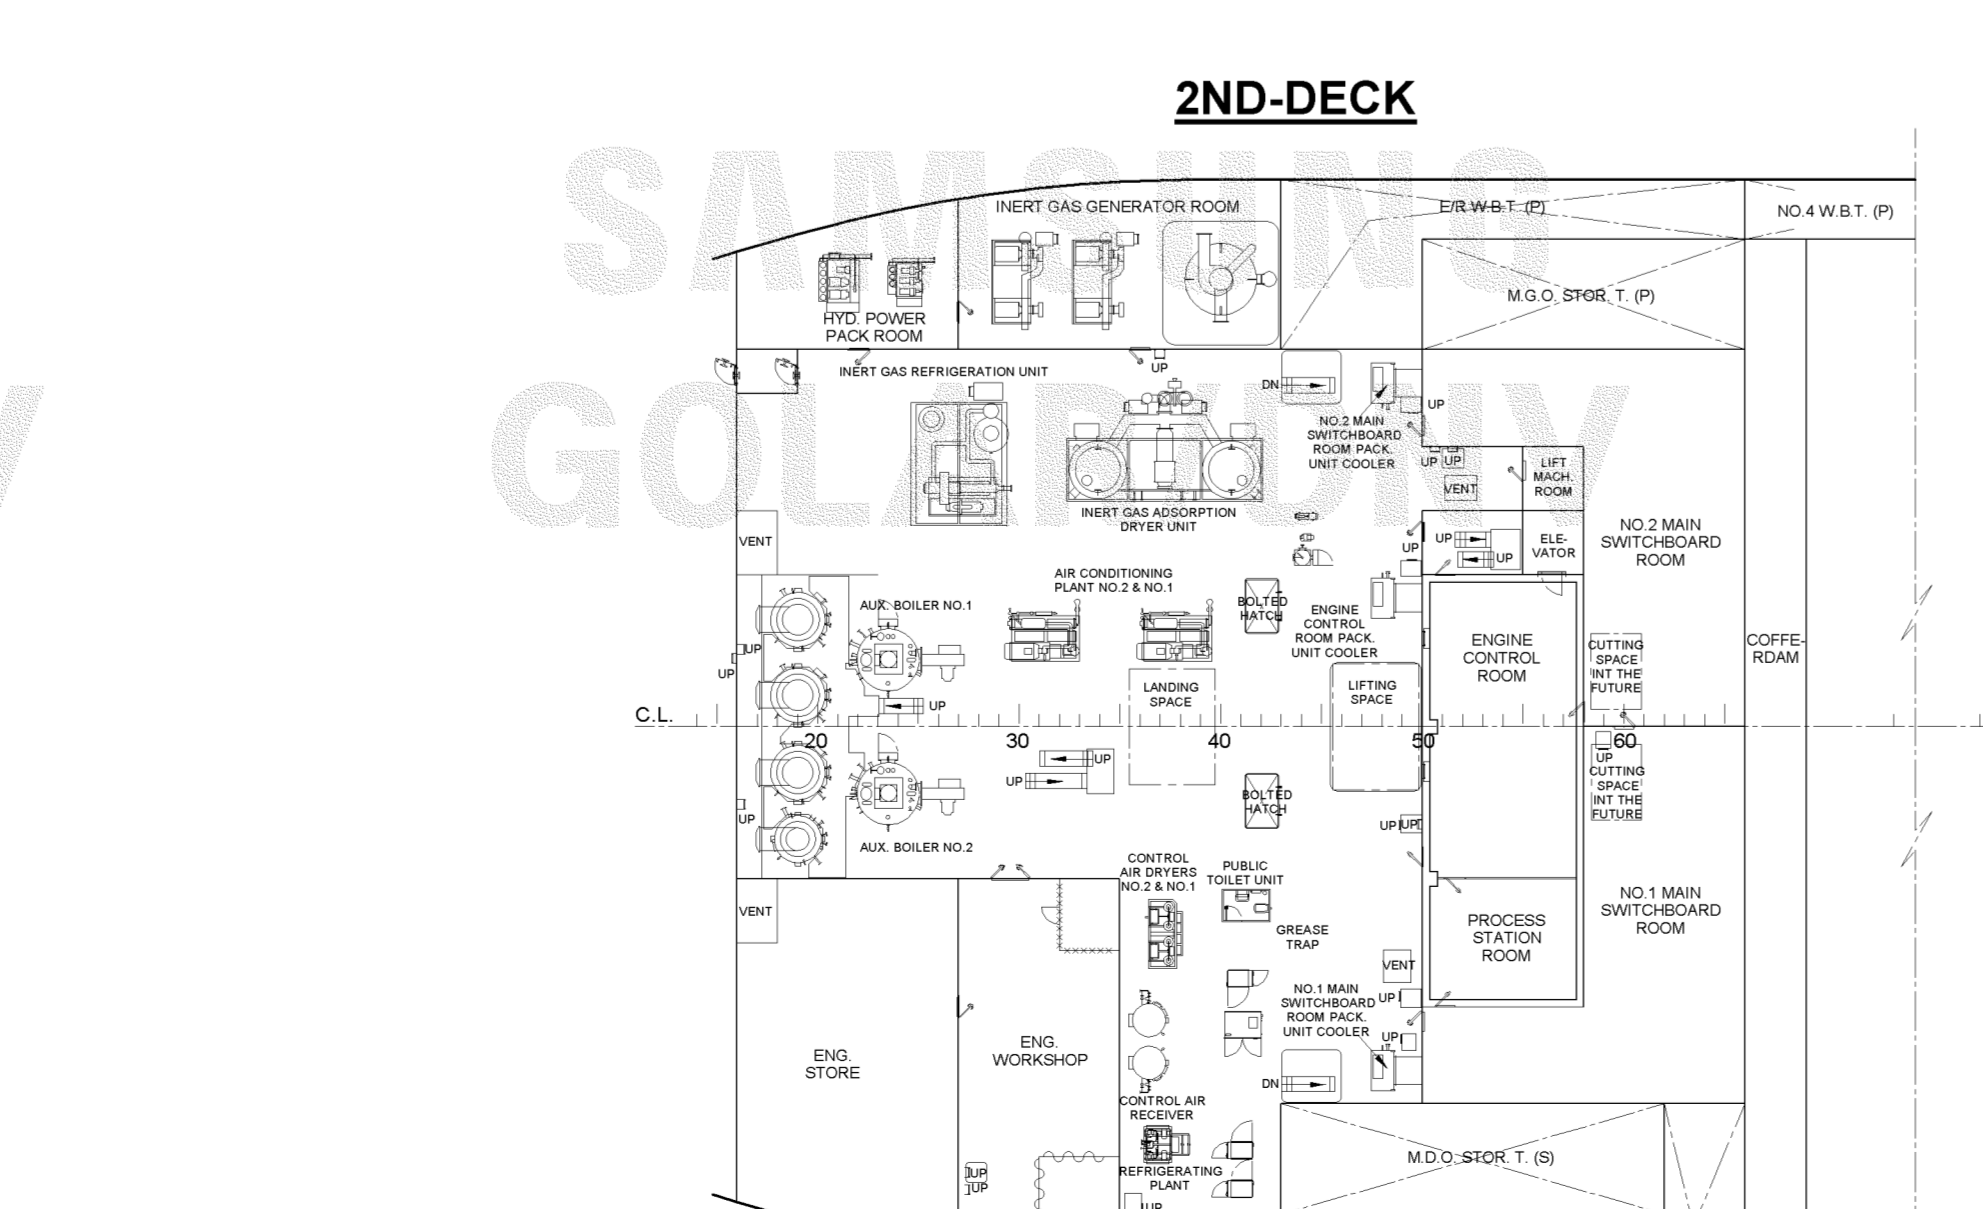 2ND-DECK
SAMSUNG
INERT GAS GENERATOR ROOM
E/R W.B.T. (P)
NO.4 W.B.T. (P)
M.G.O. STOR. T. (P)
HYD. POWER
PACK ROOM
INERT GAS REFRIGERATION UNIT
UP
DN
UP
NO.2 MAIN
SWITCHBOARD
ROOM PACK.
UNIT COOLER
UP
UP
VENT
LIFT
MACH.
ROOM
INERT GAS ADSORPTION
DRYER UNIT
VENT
UP
UP
UP
ELE-
VATOR
NO.2 MAIN
SWITCHBOARD
ROOM
AIR CONDITIONING
PLANT NO.2 & NO.1
AUX. BOILER NO.1
BOLTED
HATCH
ENGINE
CONTROL
ROOM PACK.
UNIT COOLER
ENGINE
CONTROL
ROOM
CUTTING
SPACE
INT THE
FUTURE
COFFE-
RDAM
UP
UP
UP
LANDING
SPACE
LIFTING
SPACE
C.L.
20
30
40
50
60
UP
UP
UP
CUTTING
SPACE
INT THE
FUTURE
BOLTED
HATCH
UP
UP
UP
AUX. BOILER NO.2
CONTROL
AIR DRYERS
NO.2 & NO.1
PUBLIC
TOILET UNIT
VENT
GREASE
TRAP
VENT
PROCESS
STATION
ROOM
NO.1 MAIN
SWITCHBOARD
ROOM
NO.1 MAIN
SWITCHBOARD
ROOM PACK.
UNIT COOLER
UP
UP
DN
ENG.
STORE
ENG.
WORKSHOP
CONTROL AIR
RECEIVER
REFRIGERATING
PLANT
M.D.O. STOR. T. (S)
UP
UP
UP